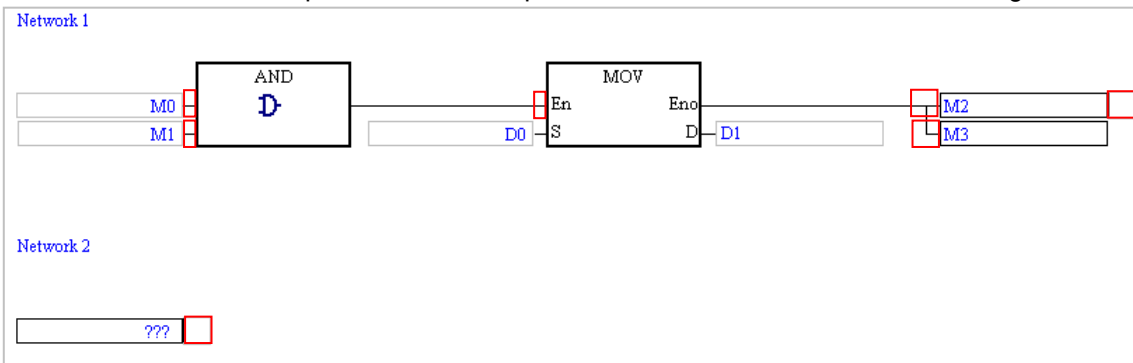 Network 1
AND
MOV
M0 En Eno M2
M1 D0 S D D1 M3
Network 2
???